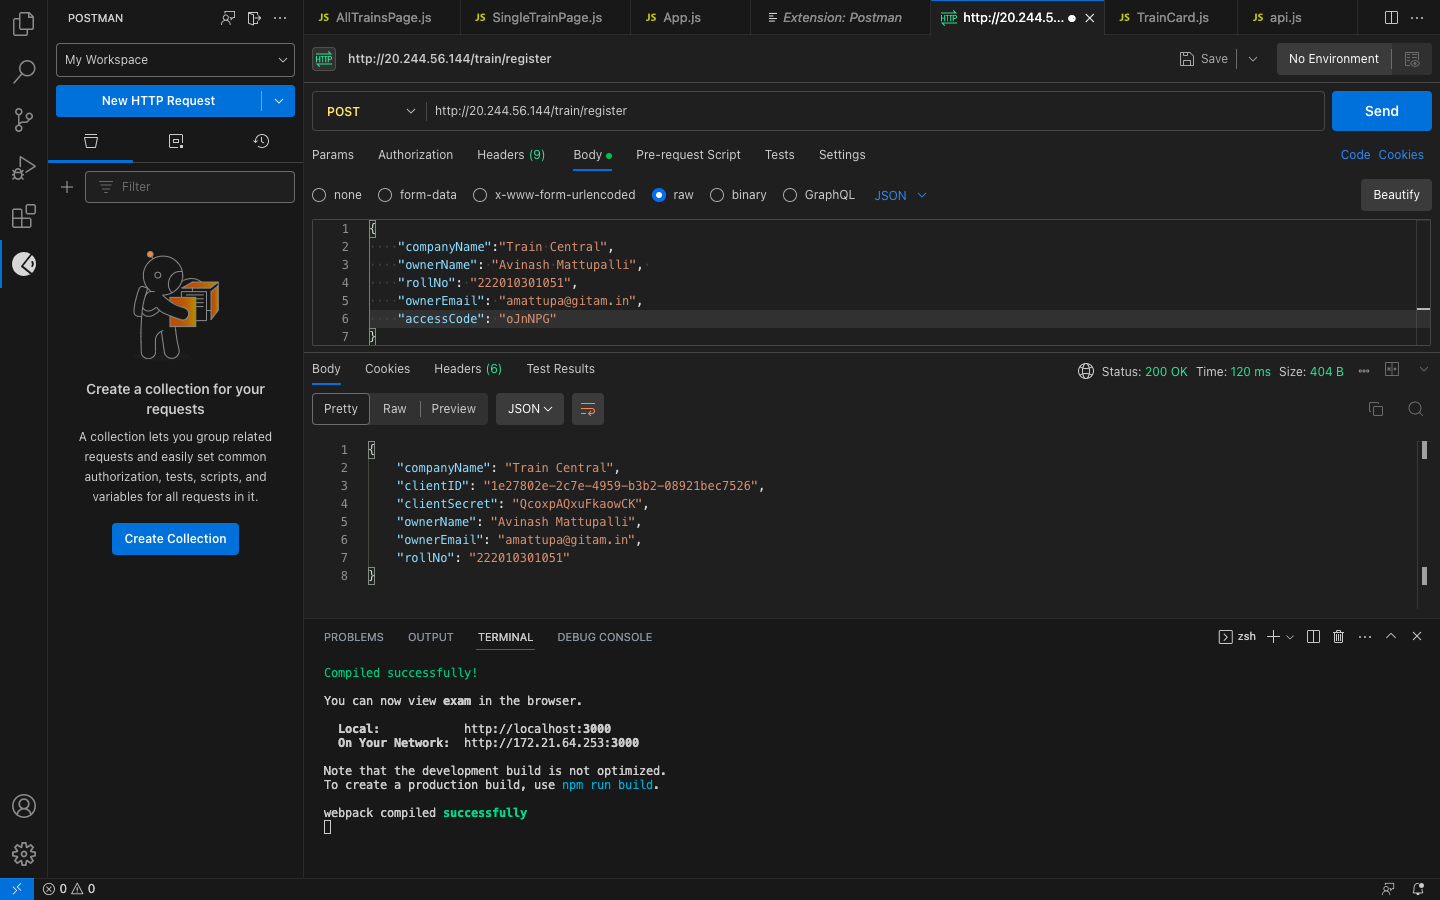 POSTMAN
My Workspace
New HTTP Request
Filter
Create a collection for your
requests
A collection lets you group related
requests and easily set common
authorization, tests, scripts, and
variables for all requests in it.
Create Collection
JS AllTrainsPage.js
JS SingleTrainPage.js
JS App.js
Extension: Postman
HTTP http://20.244.5...
JS TrainCard.js
JS api.js
HTTP http://20.244.56.144/train/register
Save
No Environment
POST http://20.244.56.144/train/register
Send
Params Authorization Headers (9) Body Pre-request Script Tests Settings Code Cookies
none form-data x-www-form-urlencoded raw binary GraphQL JSON Beautify
1 {
2 "companyName":"Train Central",
3 "ownerName": "Avinash Mattupalli",
4 "rollNo": "222010301051",
5 "ownerEmail": "amattupa@gitam.in",
6 "accessCode": "oJnNPG"
7 }
Body Cookies Headers (6) Test Results Status: 200 OK Time: 120 ms Size: 404 B
Pretty Raw Preview JSON
1 {
2 "companyName": "Train Central",
3 "clientID": "1e27802e-2c7e-4959-b3b2-08921bec7526",
4 "clientSecret": "QcoxpAQxuFkaowCK",
5 "ownerName": "Avinash Mattupalli",
6 "ownerEmail": "amattupa@gitam.in",
7 "rollNo": "222010301051"
8 }
PROBLEMS OUTPUT TERMINAL DEBUG CONSOLE zsh
Compiled successfully!
You can now view exam in the browser.
Local: http://localhost:3000
On Your Network: http://172.21.64.253:3000
Note that the development build is not optimized.
To create a production build, use npm run build.
webpack compiled successfully
0 0